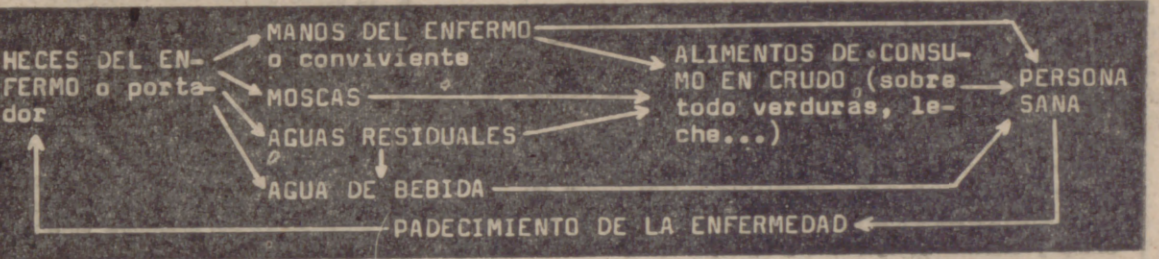 HECES DEL EN-
FERMO o porta-
dor
MANOS DEL ENFERMO
o conviviente
MOSCAS
AGUAS RESIDUALES
AGUA DE BEBIDA
ALIMENTOS DE CONSU-
MO EN CRUDO (sobre
todo verduras, le-
che...)
PERSONA
SANA
PADECIMIENTO DE LA ENFERMEDAD